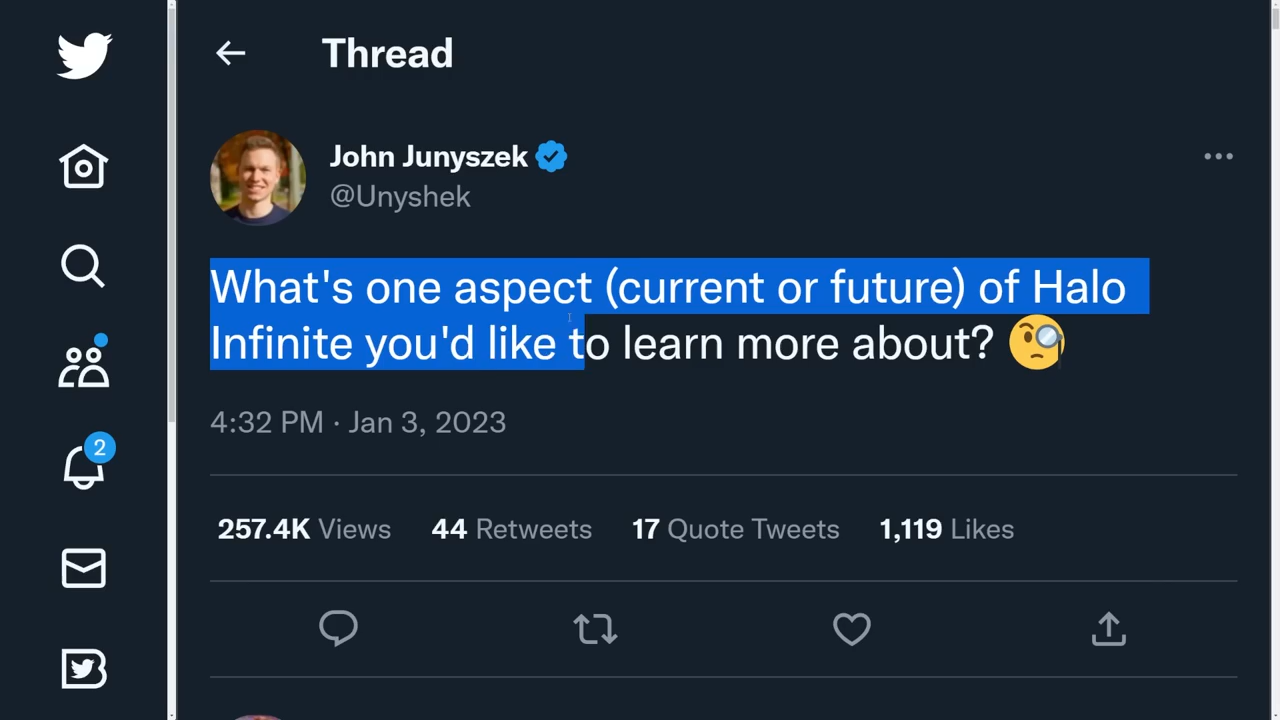 Thread
John Junyszek
@Unyshek
What's one aspect (current or future) of Halo
Infinite you'd like to learn more about? 🧐
4:32 PM · Jan 3, 2023
257.4K Views 44 Retweets 17 Quote Tweets 1,119 Likes
2